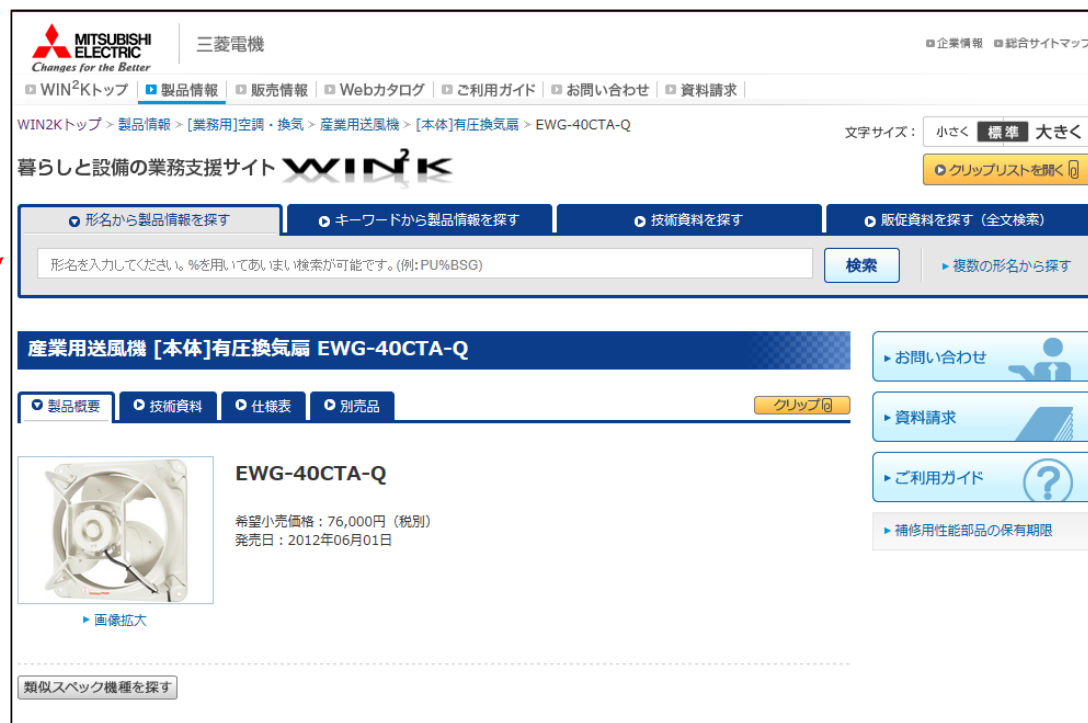 MITSUBISHI ELECTRIC
Changes for the Better
三菱電機
企業情報 総合サイトマップ
WIN²Kトップ 製品情報 販売情報 Webカタログ ご利用ガイド お問い合わせ 資料請求
WIN2Kトップ > 製品情報 > [業務用]空調・換気 > 産業用送風機 > [本体]有圧換気扇 > EWG-40CTA-Q
文字サイズ： 小さく 標準 大きく
暮らしと設備の業務支援サイト WIN²K
クリップリストを開く
形名から製品情報を探す キーワードから製品情報を探す 技術資料を探す 販促資料を探す（全文検索）
形名を入力してください。%を用いてあいまい検索が可能です。(例:PU%BSG)
検索
複数の形名から探す
産業用送風機 [本体]有圧換気扇 EWG-40CTA-Q
お問い合わせ
製品概要 技術資料 仕様表 別売品
クリップ
資料請求
EWG-40CTA-Q
ご利用ガイド
希望小売価格：76,000円（税別）
発売日：2012年06月01日
補修用性能部品の保有期限
画像拡大
類似スペック機種を探す